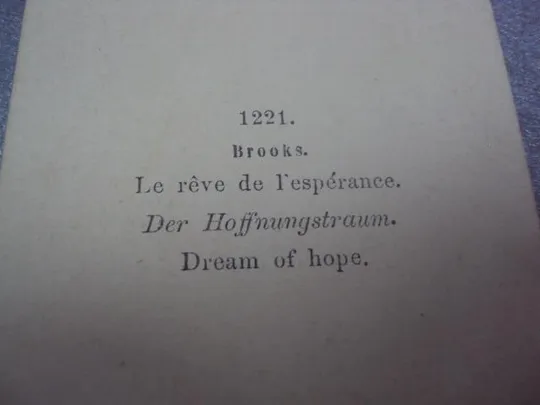 1221.
Brooks.
Le rêve de l'espérance.
Der Hoffnungstraum.
Dream of hope.